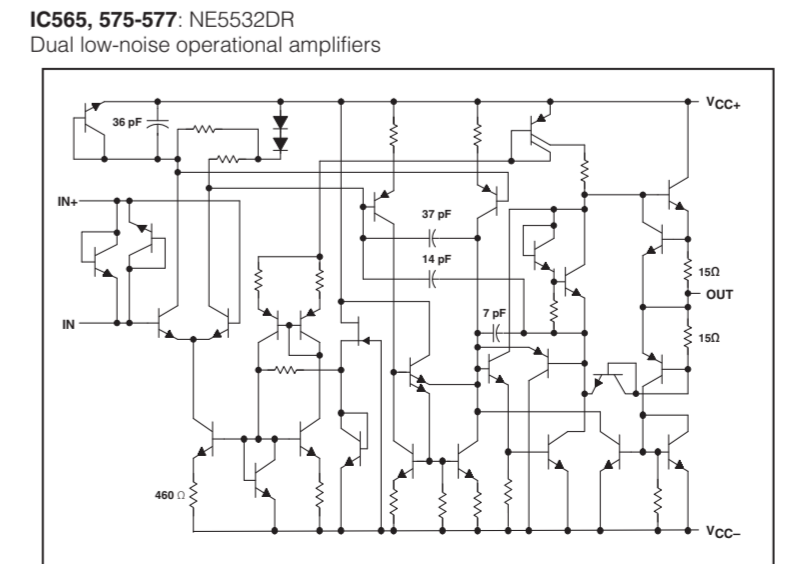 IC565, 575-577: NE5532DR
Dual low-noise operational amplifiers
VCC+
36 pF
IN+
37 pF
14 pF
15Ω
OUT
7 pF
IN
15Ω
460 Ω
VCC−